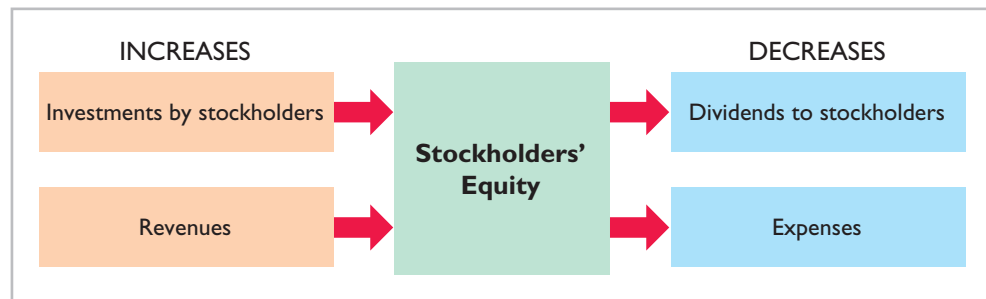 INCREASES
Investments by stockholders
Revenues
Stockholders’
Equity
DECREASES
Dividends to stockholders
Expenses